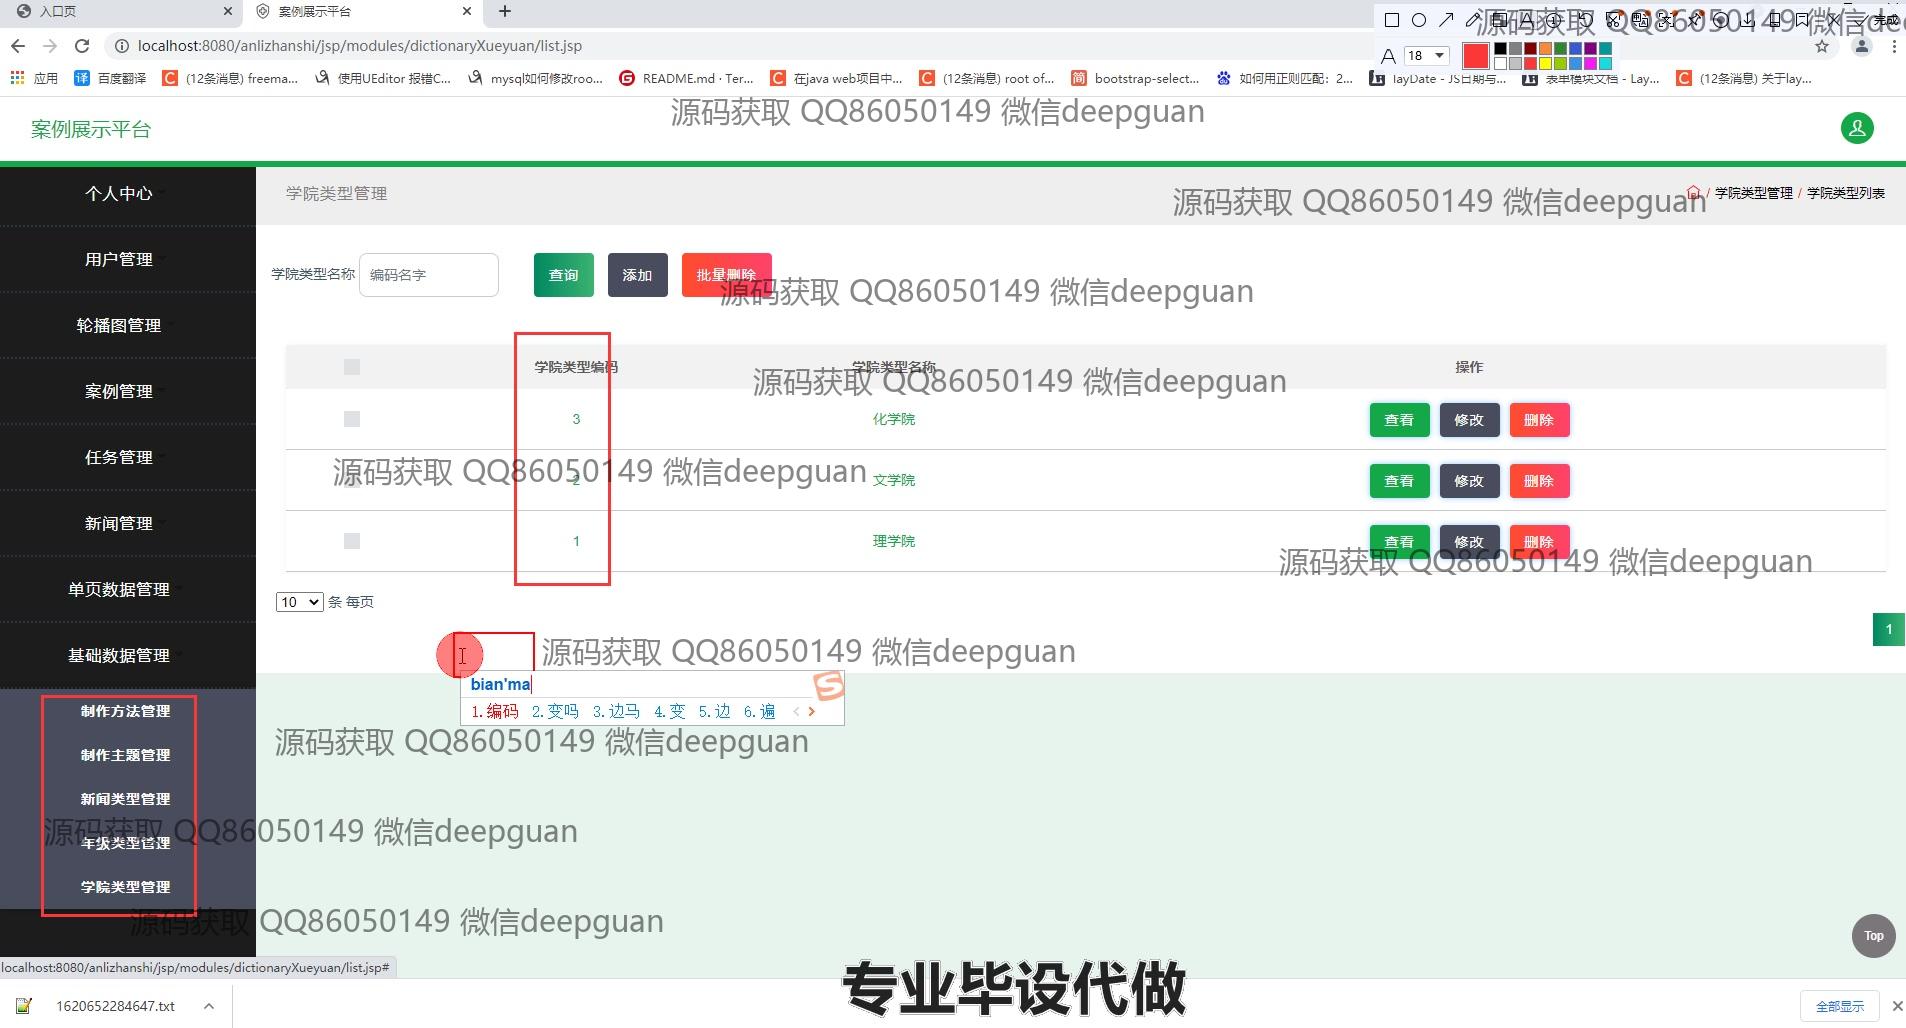 入口页
案例展示平台
localhost:8080/anlizhanshi/jsp/modules/dictionaryXueyuan/list.jsp
完成
18
应用
百度翻译
(12条消息) freema...
使用UEditor 报错C...
mysql如何修改roo...
README.md · Ter...
在java web项目中...
(12条消息) root of...
bootstrap-select...
如何用正则匹配：2...
layDate - JS日期与...
表单模块文档 - Lay...
(12条消息) 关于lay...
源码获取 QQ86050149 微信deepguan
案例展示平台
个人中心
用户管理
轮播图管理
案例管理
任务管理
新闻管理
单页数据管理
基础数据管理
制作方法管理
制作主题管理
新闻类型管理
年级类型管理
学院类型管理
学院类型管理
/ 学院类型管理 / 学院类型列表
源码获取 QQ86050149 微信deepguan
学院类型名称 编码名字 查询 添加 批量删除
源码获取 QQ86050149 微信deepguan
学院类型编码 学院类型名称 操作
源码获取 QQ86050149 微信deepguan
3 化学院 查看 修改 删除
2 文学院 查看 修改 删除
源码获取 QQ86050149 微信deepguan
1 理学院 查看 修改 删除
源码获取 QQ86050149 微信deepguan
10 条 每页
1
源码获取 QQ86050149 微信deepguan
bian'ma
1.编码 2.变吗 3.边马 4.变 5.边 6.遍
源码获取 QQ86050149 微信deepguan
源码获取 QQ86050149 微信deepguan
源码获取 QQ86050149 微信deepguan
Top
localhost:8080/anlizhanshi/jsp/modules/dictionaryXueyuan/list.jsp#
专业毕设代做
1620652284647.txt
全部显示